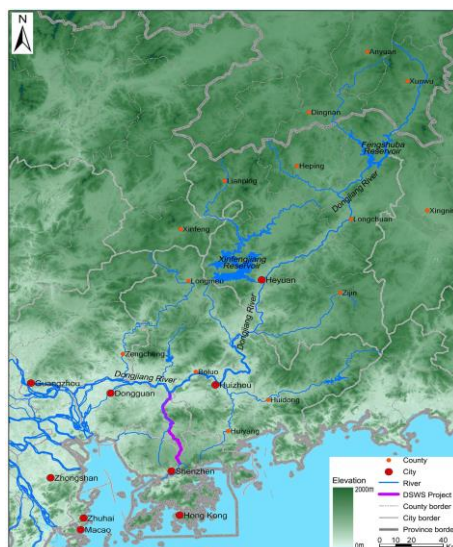 N
Anyuan
Xunwu
Dingnan
Fengshuba
Reservoir
Heping
Lianping
Dongjiang River
Longchuan
Xingni
Xinfeng
Xinfengjiang
Reservoir
Heyuan
Longmen
Zijin
Dongjiang River
Zengcheng
Dongjiang River
Boluo
Guangzhou
Huizhou
Dongguan
Huidong
Huiyang
Shenzhen
Zhongshan
Hong Kong
Zhuhai
Macao
Elevation
2000m
0m
County
City
River
DSWS Project
County border
City border
Province border
0 10 20 40